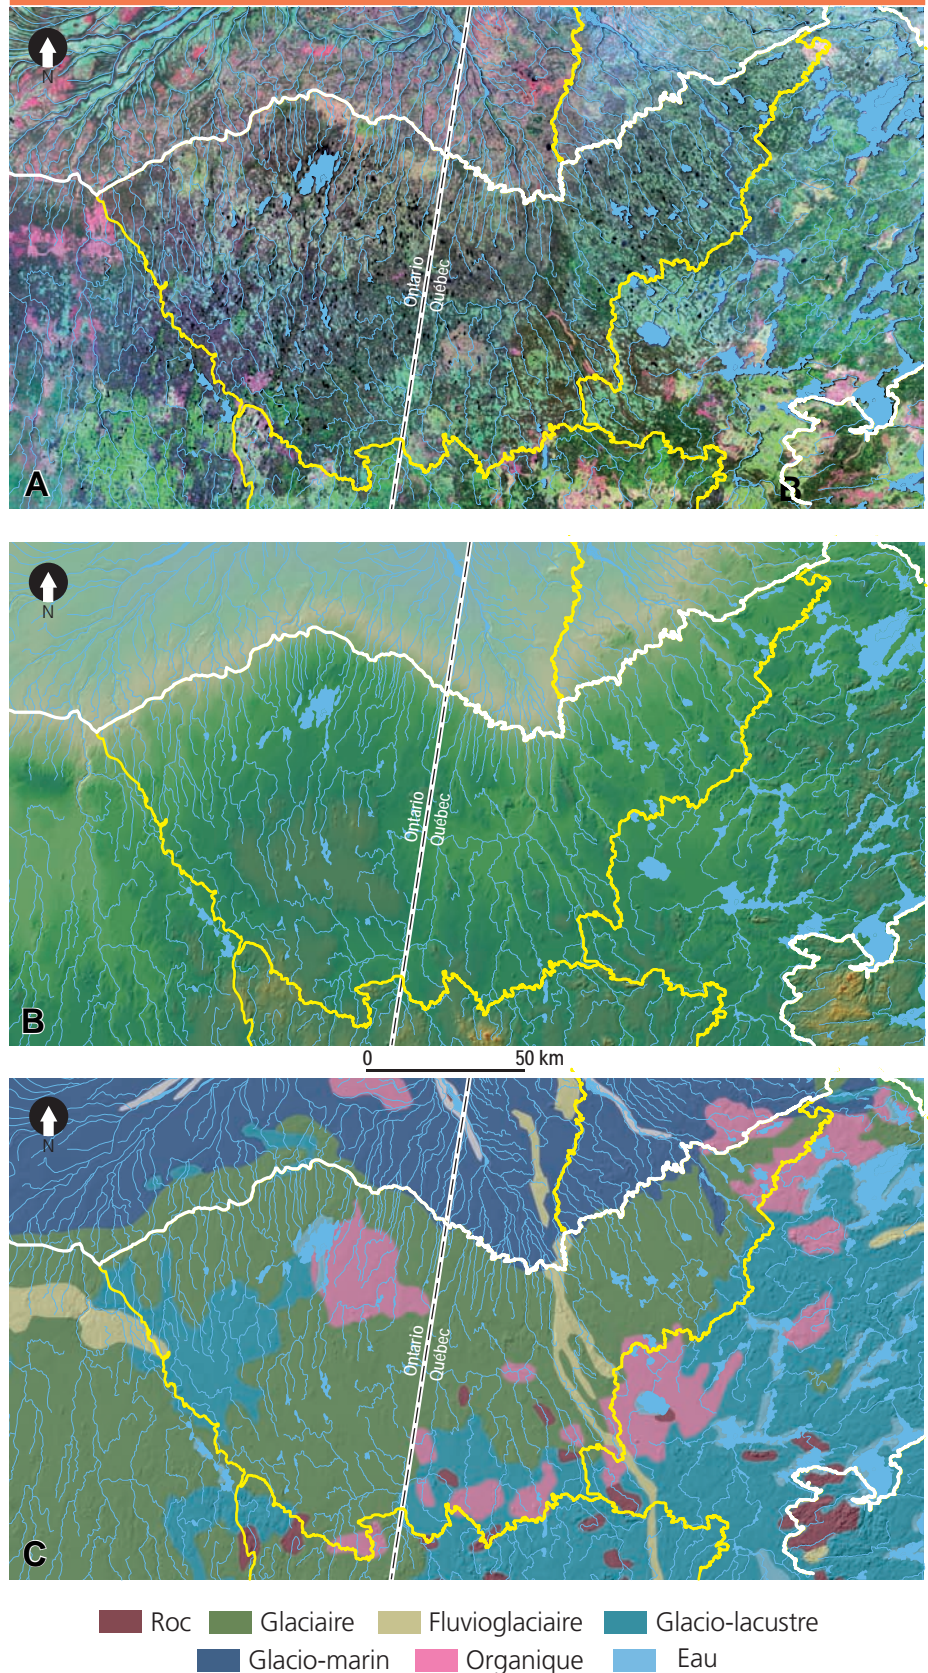 N
Ontario
Québec
A
B
N
Ontario
Québec
B
0 50 km
N
Ontario
Québec
C
Roc Glaciaire Fluvioglaciaire Glacio-lacustre
Glacio-marin Organique Eau